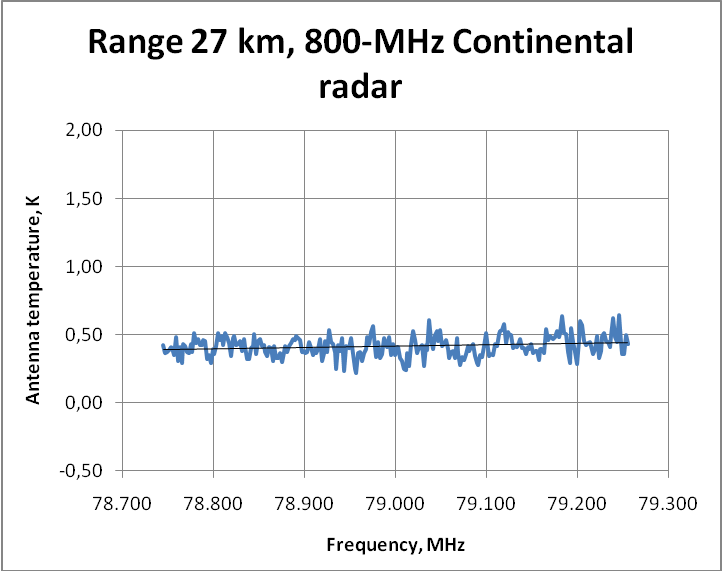 Range 27 km, 800-MHz Continental
radar
2,00
1,50
1,00
0,50
0,00
-0,50
Antenna temperature, K
78.700 78.800 78.900 79.000 79.100 79.200 79.300
Frequency, MHz